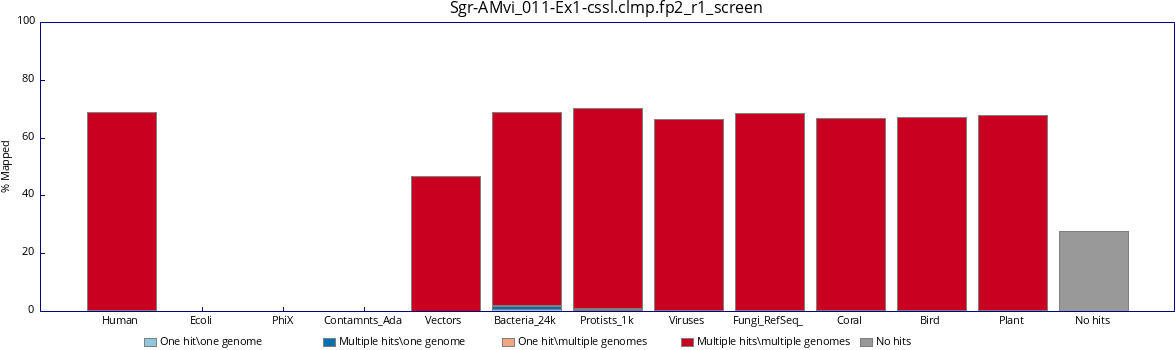 Sgr-AMvi_011-Ex1-cssl.clmp.fp2_r1_screen
100
80
60
40
20
0
% Mapped
Human Ecoli PhiX Contamnts_Ada Vectors Bacteria_24k Protists_1k Viruses Fungi_RefSeq_ Coral Bird Plant No hits
One hit\one genome Multiple hits\one genome One hit\multiple genomes Multiple hits\multiple genomes No hits